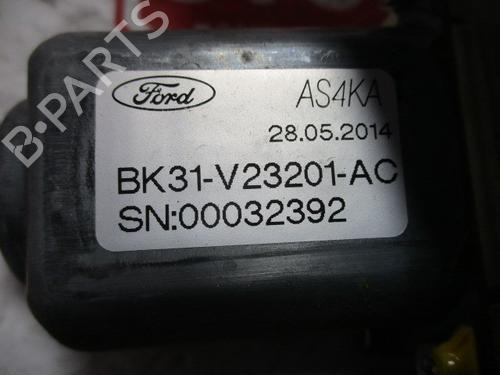 Ford AS4KA
28.05.2014
BK31-V23201-AC
SN:00032392
B·PARTS